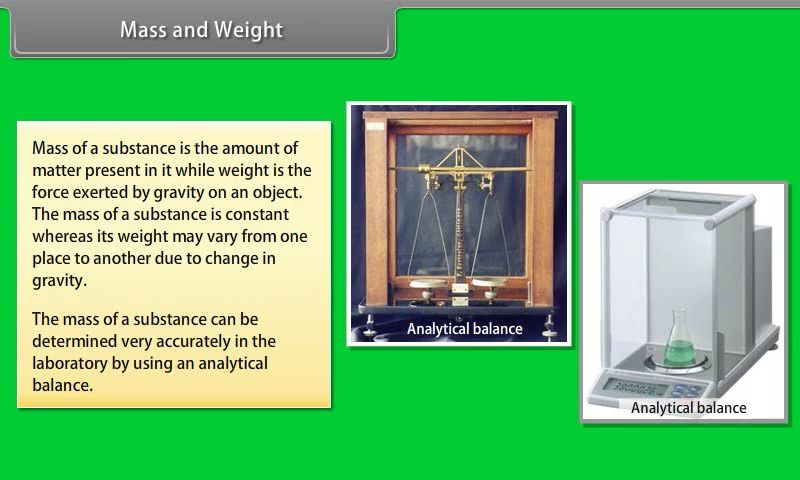 Mass and Weight
Mass of a substance is the amount of
matter present in it while weight is the
force exerted by gravity on an object.
The mass of a substance is constant
whereas its weight may vary from one
place to another due to change in
gravity.
The mass of a substance can be
determined very accurately in the
laboratory by using an analytical
balance.
Analytical balance
Analytical balance